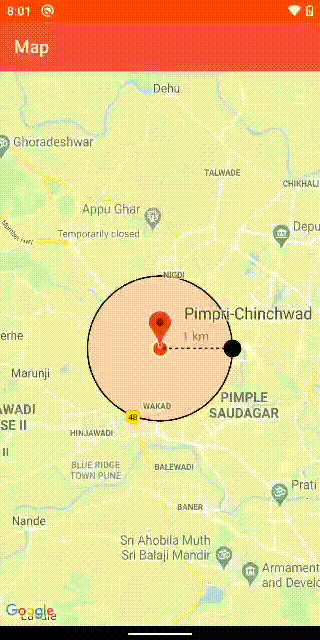 8:01
Map
Dehu
Ghoradeshwar
TALWADE
CHIKHALI
Appu Ghar
Temporarily closed
Depu
NIGDI
Pimpri-Chinchwad
1 km
erhe
Marunji
PIMPLE
SAUDAGAR
AWADI
SE II
WAKAD
48
HINJAWADI
II
BLUE RIDGE
TOWN PUNE
BALEWADI
Prati
BANER
Nande
Sri Ahobila Muth
Sri Balaji Mandir
Armament
and Develo
Google